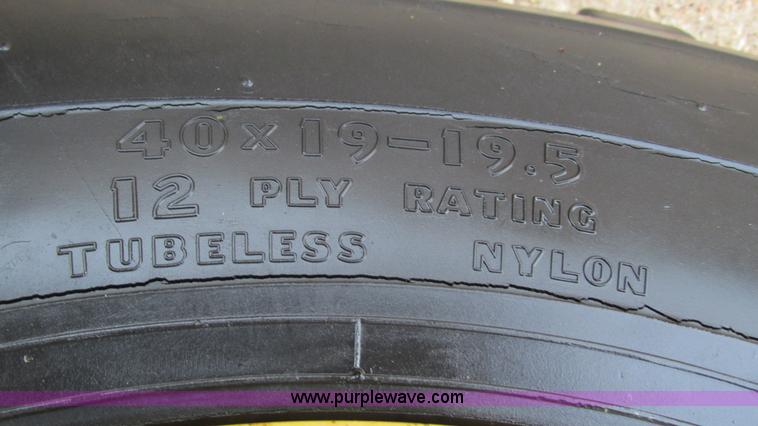 40x19-19.5
12 PLY RATING
TUBELESS NYLON
www.purplewave.com